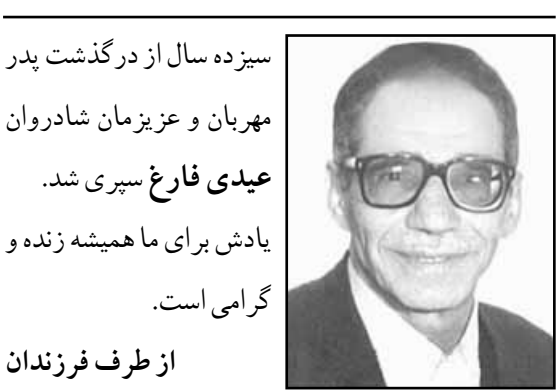 سیزده سال از درگذشت پدر
مهربان و عزیزمان شادروان
عیدی فارغ سپری شد.
یادش برای ما همیشه زنده و
گرامی است.
از طرف فرزندان